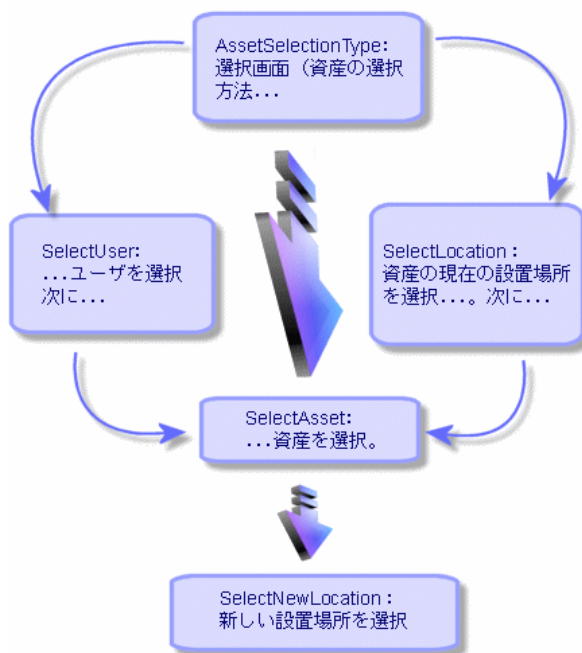 AssetSelectionType:
選択画面（資産の選択
方法...
SelectUser:
...ユーザを選択
次に...
SelectLocation：
資産の現在の設置場所
を選択...。次に...
SelectAsset:
...資産を選択。
SelectNewLocation：
新しい設置場所を選択